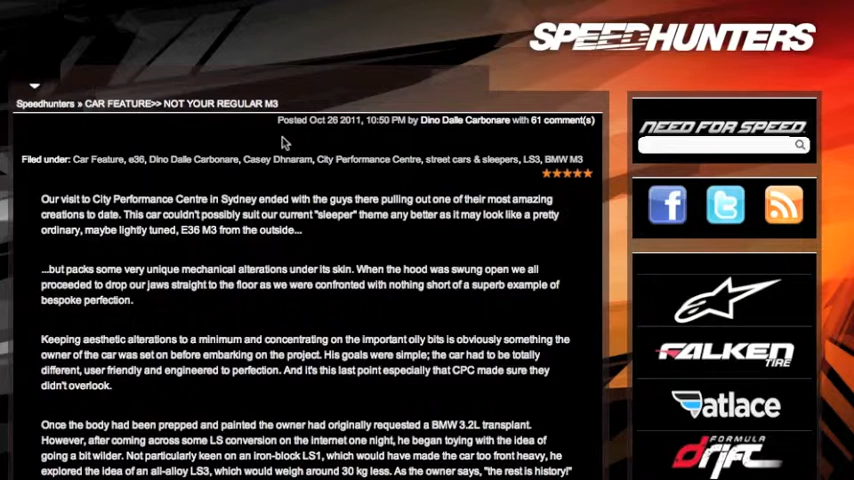 SPEEDHUNTERS
Speedhunters » CAR FEATURE>> NOT YOUR REGULAR M3
Posted Oct 26 2011, 10:50 PM by Dino Dalle Carbonare with 61 comment(s)
Filed under: Car Feature, e36, Dino Dalle Carbonare, Casey Dhnaram, City Performance Centre, street cars & sleepers, LS3, BMW M3
Our visit to City Performance Centre in Sydney ended with the guys there pulling out one of their most amazing
creations to date. This car couldn't possibly suit our current "sleeper" theme any better as it may look like a pretty
ordinary, maybe lightly tuned, E36 M3 from the outside...
...but packs some very unique mechanical alterations under its skin. When the hood was swung open we all
proceeded to drop our jaws straight to the floor as we were confronted with nothing short of a superb example of
bespoke perfection.
Keeping aesthetic alterations to a minimum and concentrating on the important oily bits is obviously something the
owner of the car was set on before embarking on the project. His goals were simple; the car had to be totally
different, user friendly and engineered to perfection. And it's this last point especially that CPC made sure they
didn't overlook.
Once the body had been prepped and painted the owner had originally requested a BMW 3.2L transplant.
However, after coming across some LS conversion on the internet one night, he began toying with the idea of
going a bit wilder. Not particularly keen on an iron-block LS1, which would have made the car too front heavy, he
explored the idea of an all-alloy LS3, which would weigh around 30 kg less. As the owner says, "the rest is history!"
NEED FOR SPEED
FALKEN
TIRE
atlace
FORMULA
drift